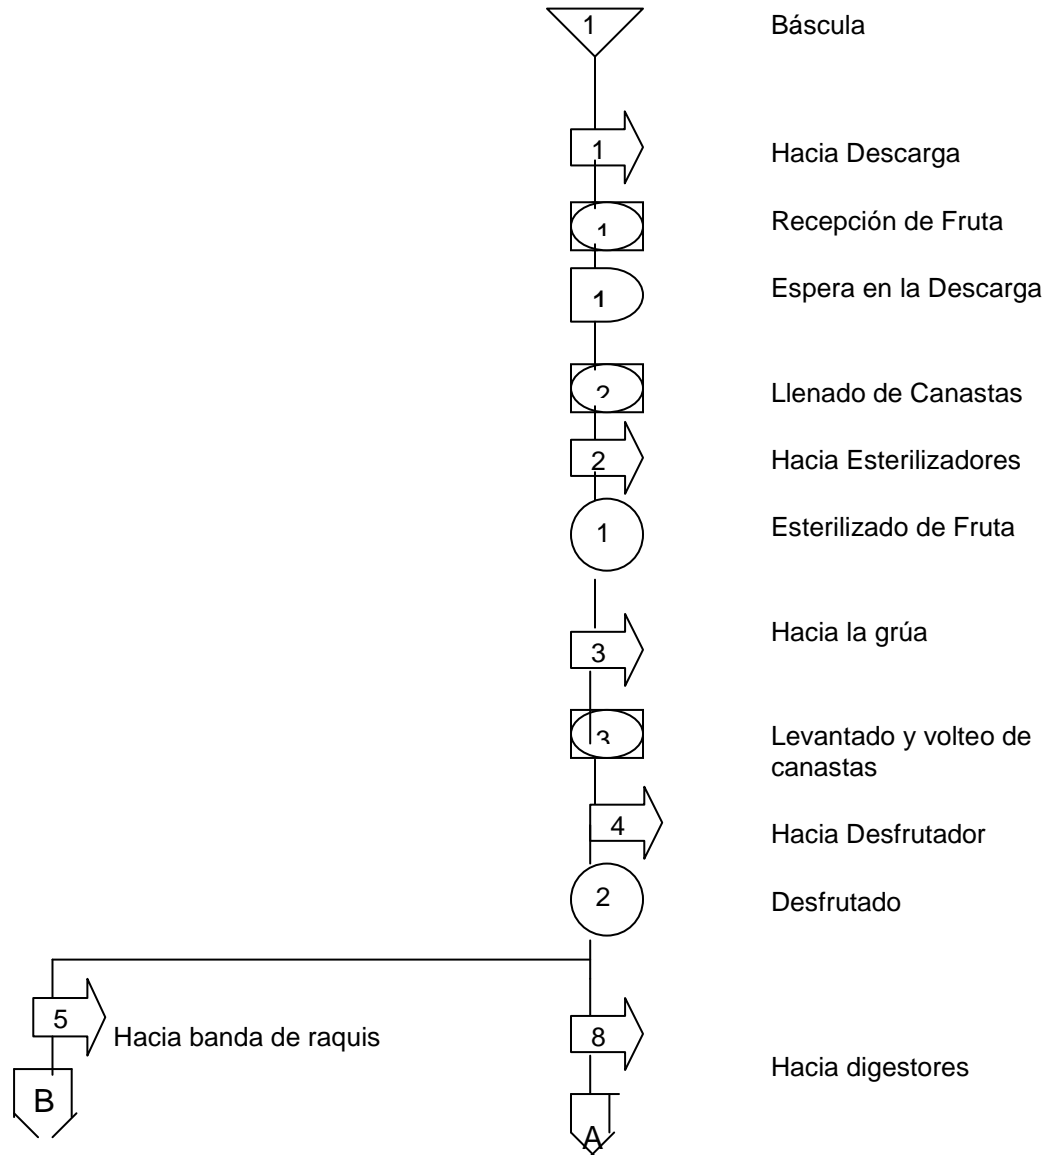 1 Báscula
1 Hacia Descarga
1 Recepción de Fruta
1 Espera en la Descarga
2 Llenado de Canastas
2 Hacia Esterilizadores
1 Esterilizado de Fruta
3 Hacia la grúa
3 Levantado y volteo de
canastas
4 Hacia Desfrutador
2 Desfrutado
5 Hacia banda de raquis
8 Hacia digestores
B
A